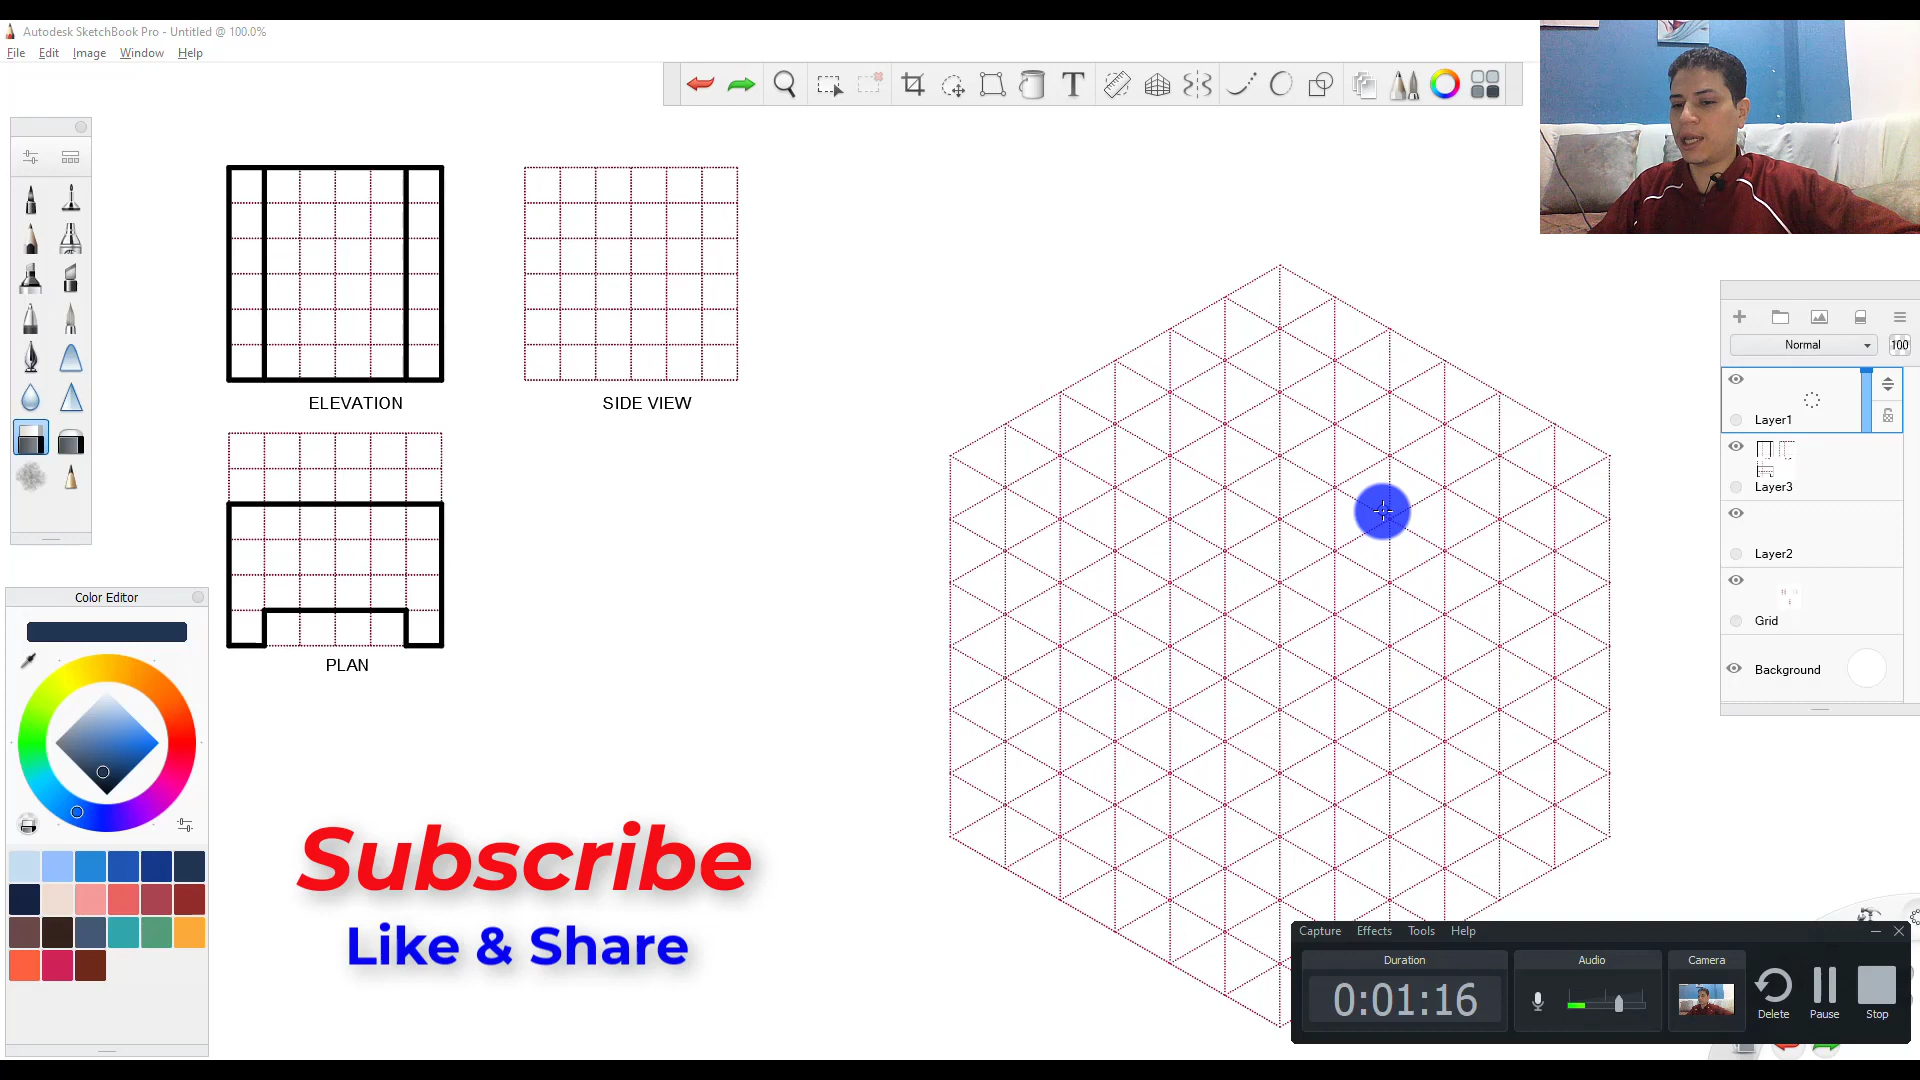 Autodesk SketchBook Pro - Untitled @ 100.0%
File Edit Image Window Help
T
ELEVATION
SIDE VIEW
PLAN
Color Editor
Subscribe
Like & Share
Normal 100
Layer1
Layer3
Layer2
Grid
Background
Capture Effects Tools Help
Duration Audio Camera
0:01:16
Delete Pause Stop